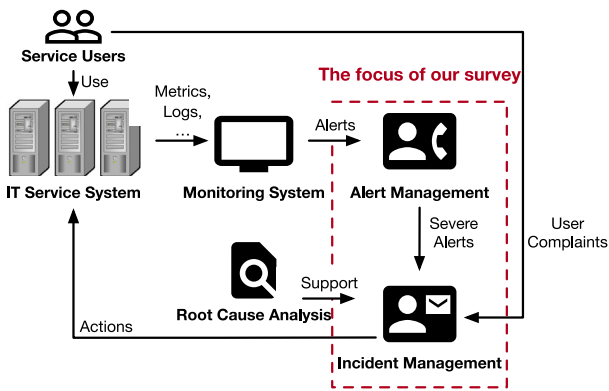 Service Users
Use
The focus of our survey
Metrics,
Logs,
...
Alerts
IT Service System
Monitoring System
Alert Management
Severe
Alerts
User
Complaints
Support
Root Cause Analysis
Actions
Incident Management